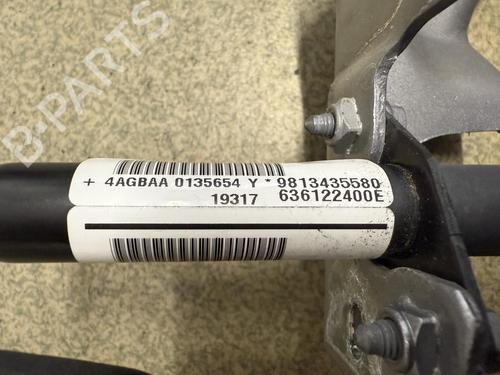 B-PARTS
+ 4AGBAA 0135654 Y * 9813435580
19317 636122400E